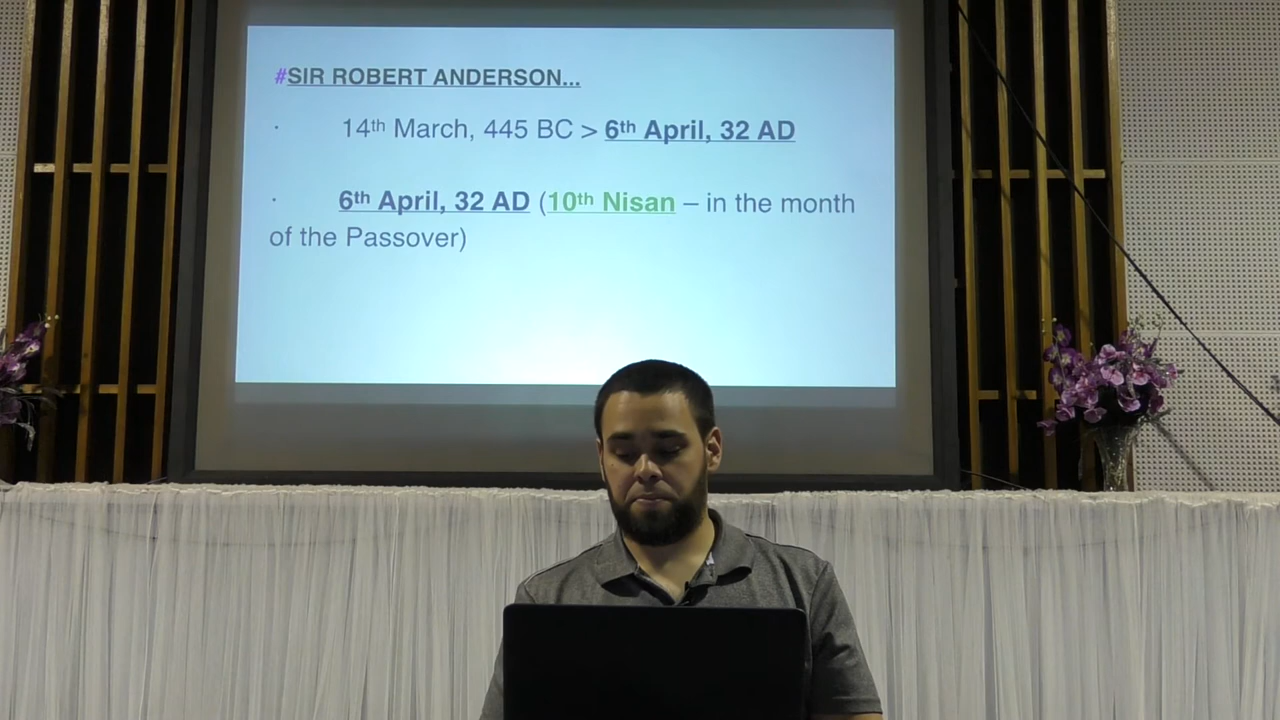 #SIR ROBERT ANDERSON...
· 14th March, 445 BC > 6th April, 32 AD
· 6th April, 32 AD (10th Nisan – in the month
of the Passover)